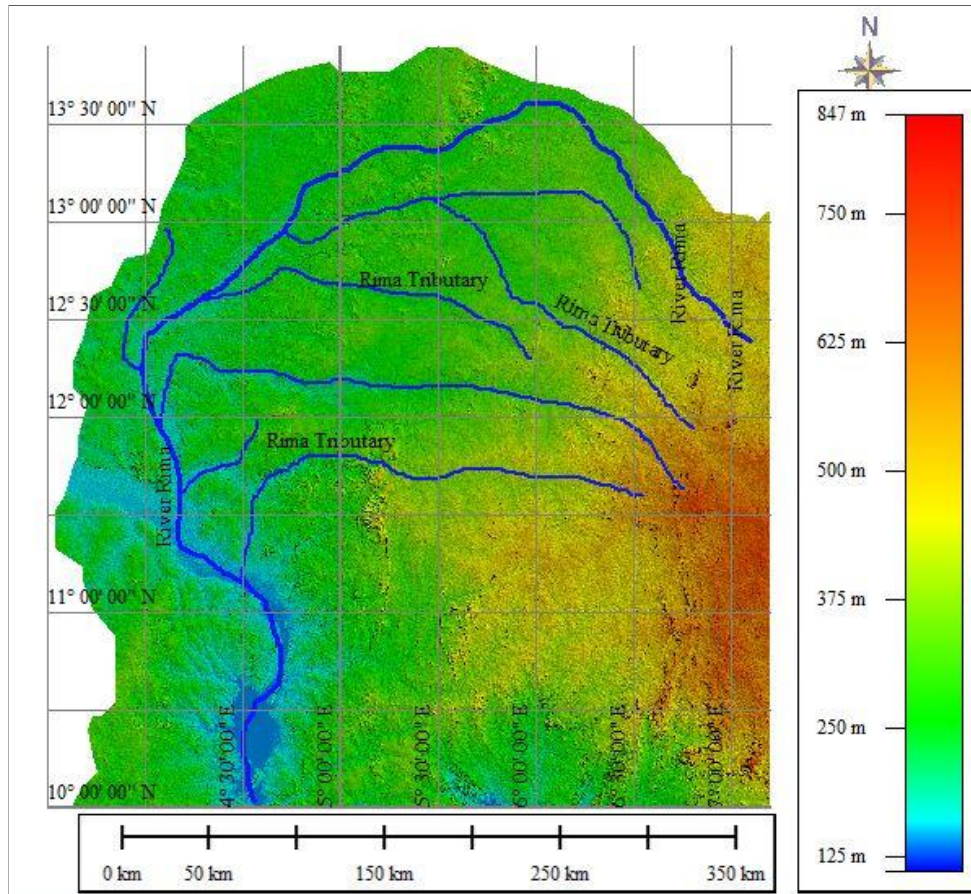 N
847 m
750 m
625 m
500 m
375 m
250 m
125 m
13° 30' 00" N
13° 00' 00" N
12° 30' 00" N
12° 00' 00" N
11° 00' 00" N
10° 00' 00" N
River Rima
River Rima
Rima Tributary
Rima Tributary
Rima Tributary
River Rima
4° 30' 00" E
5° 00' 00" E
5° 30' 00" E
6° 00' 00" E
6° 30' 00" E
7° 00' 00" E
0 km
50 km
150 km
250 km
350 km